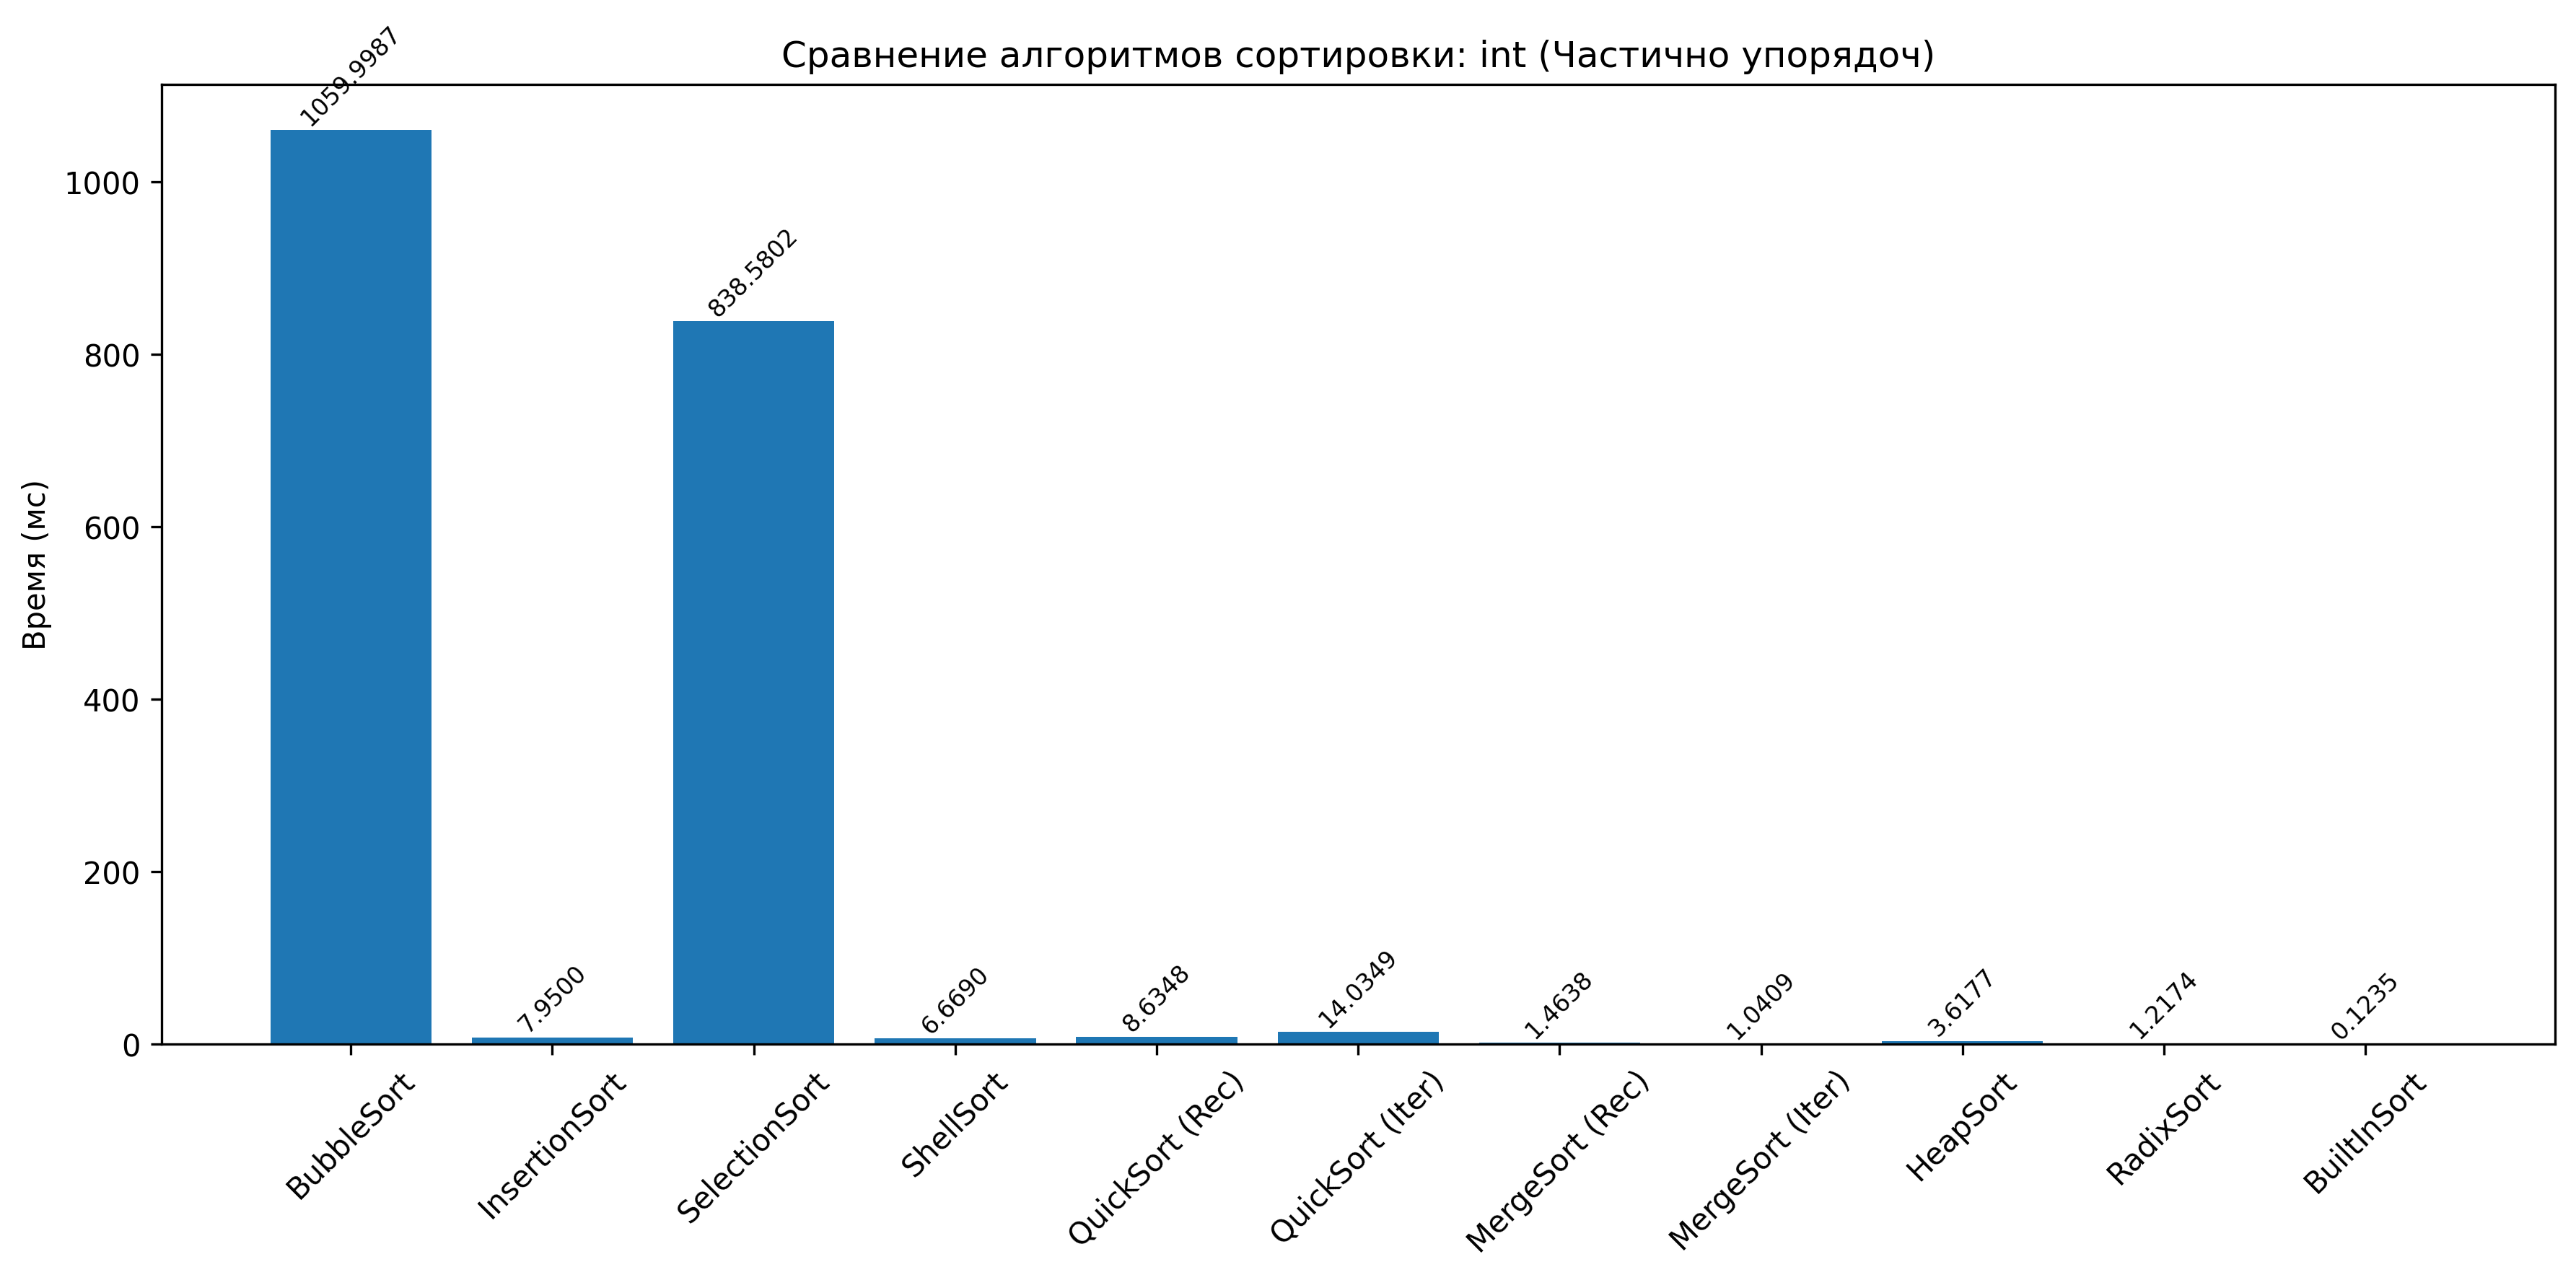 Сравнение алгоритмов сортировки: int (Частично упорядоч)
Время (мс)
1000
800
600
400
200
0
1059.9987
7.9500
838.5802
6.6690
8.6348
14.0349
1.4638
1.0409
3.6177
1.2174
0.1235
BubbleSort
InsertionSort
SelectionSort
ShellSort
QuickSort (Rec)
QuickSort (Iter)
MergeSort (Rec)
MergeSort (Iter)
HeapSort
RadixSort
BuiltInSort